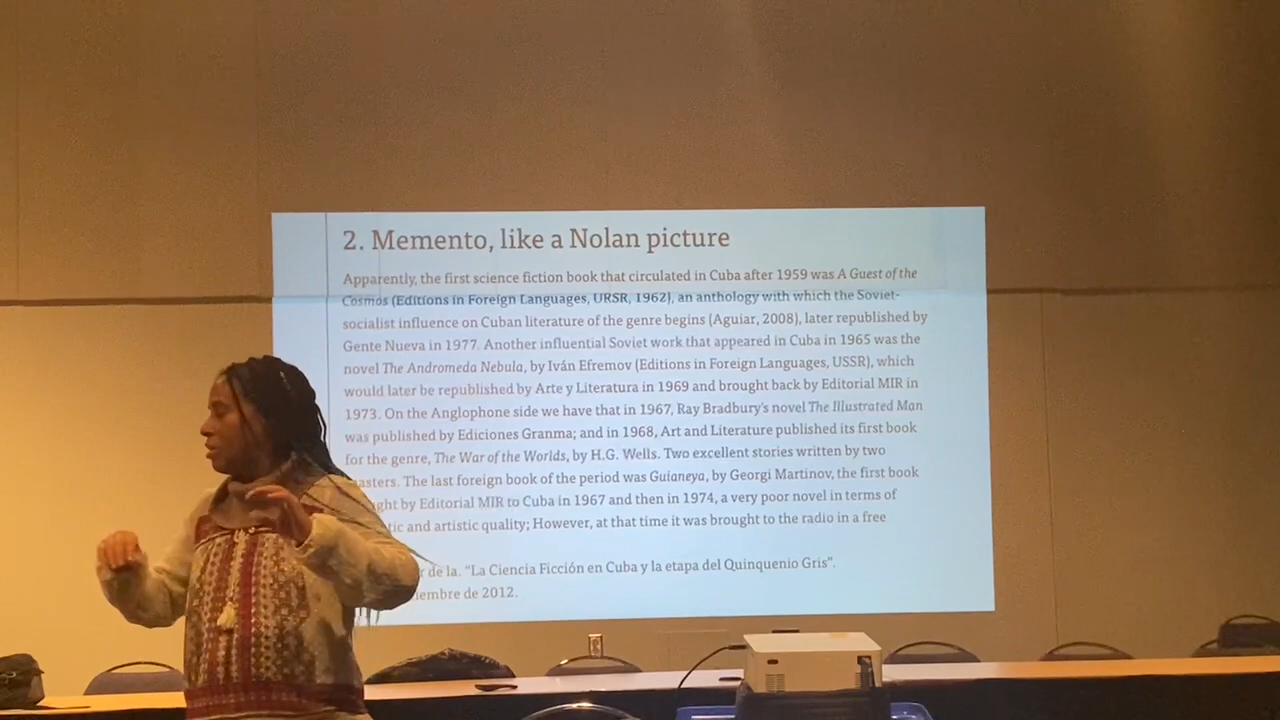 2. Memento, like a Nolan picture
Apparently, the first science fiction book that circulated in Cuba after 1959 was A Guest of the
Cosmos (Editions in Foreign Languages, URSR, 1962), an anthology with which the Soviet-
socialist influence on Cuban literature of the genre begins (Aguiar, 2008), later republished by
Gente Nueva in 1977. Another influential Soviet work that appeared in Cuba in 1965 was the
novel The Andromeda Nebula, by Iván Efremov (Editions in Foreign Languages, USSR), which
would later be republished by Arte y Literatura in 1969 and brought back by Editorial MIR in
1973. On the Anglophone side we have that in 1967, Ray Bradbury's novel The Illustrated Man
was published by Ediciones Granma; and in 1968, Art and Literature published its first book
for the genre, The War of the Worlds, by H.G. Wells. Two excellent stories written by two
asters. The last foreign book of the period was Guianeya, by Georgi Martinov, the first book
ght by Editorial MIR to Cuba in 1967 and then in 1974, a very poor novel in terms of
tic and artistic quality; However, at that time it was brought to the radio in a free
r de la. “La Ciencia Ficción en Cuba y la etapa del Quinquenio Gris”.
iembre de 2012.